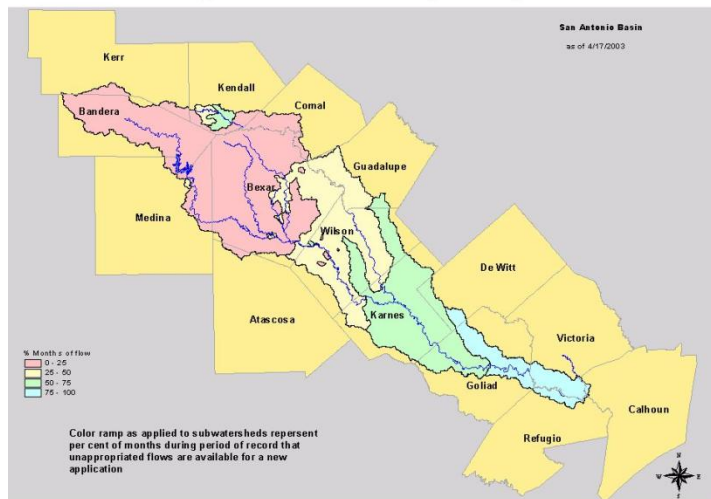 San Antonio Basin
as of 4/17/2003
Kerr
Kendall
Comal
Bandera
Guadalupe
Bexar
Medina
Wilson
De Witt
Atascosa
Karnes
Victoria
Goliad
Calhoun
Refugio
% Months of flow
0 - 25
25 - 50
50 - 75
75 - 100
Color ramp as applied to subwatersheds repersent
per cent of months during period of record that
unappropriated flows are available for a new
application
N
W E
S